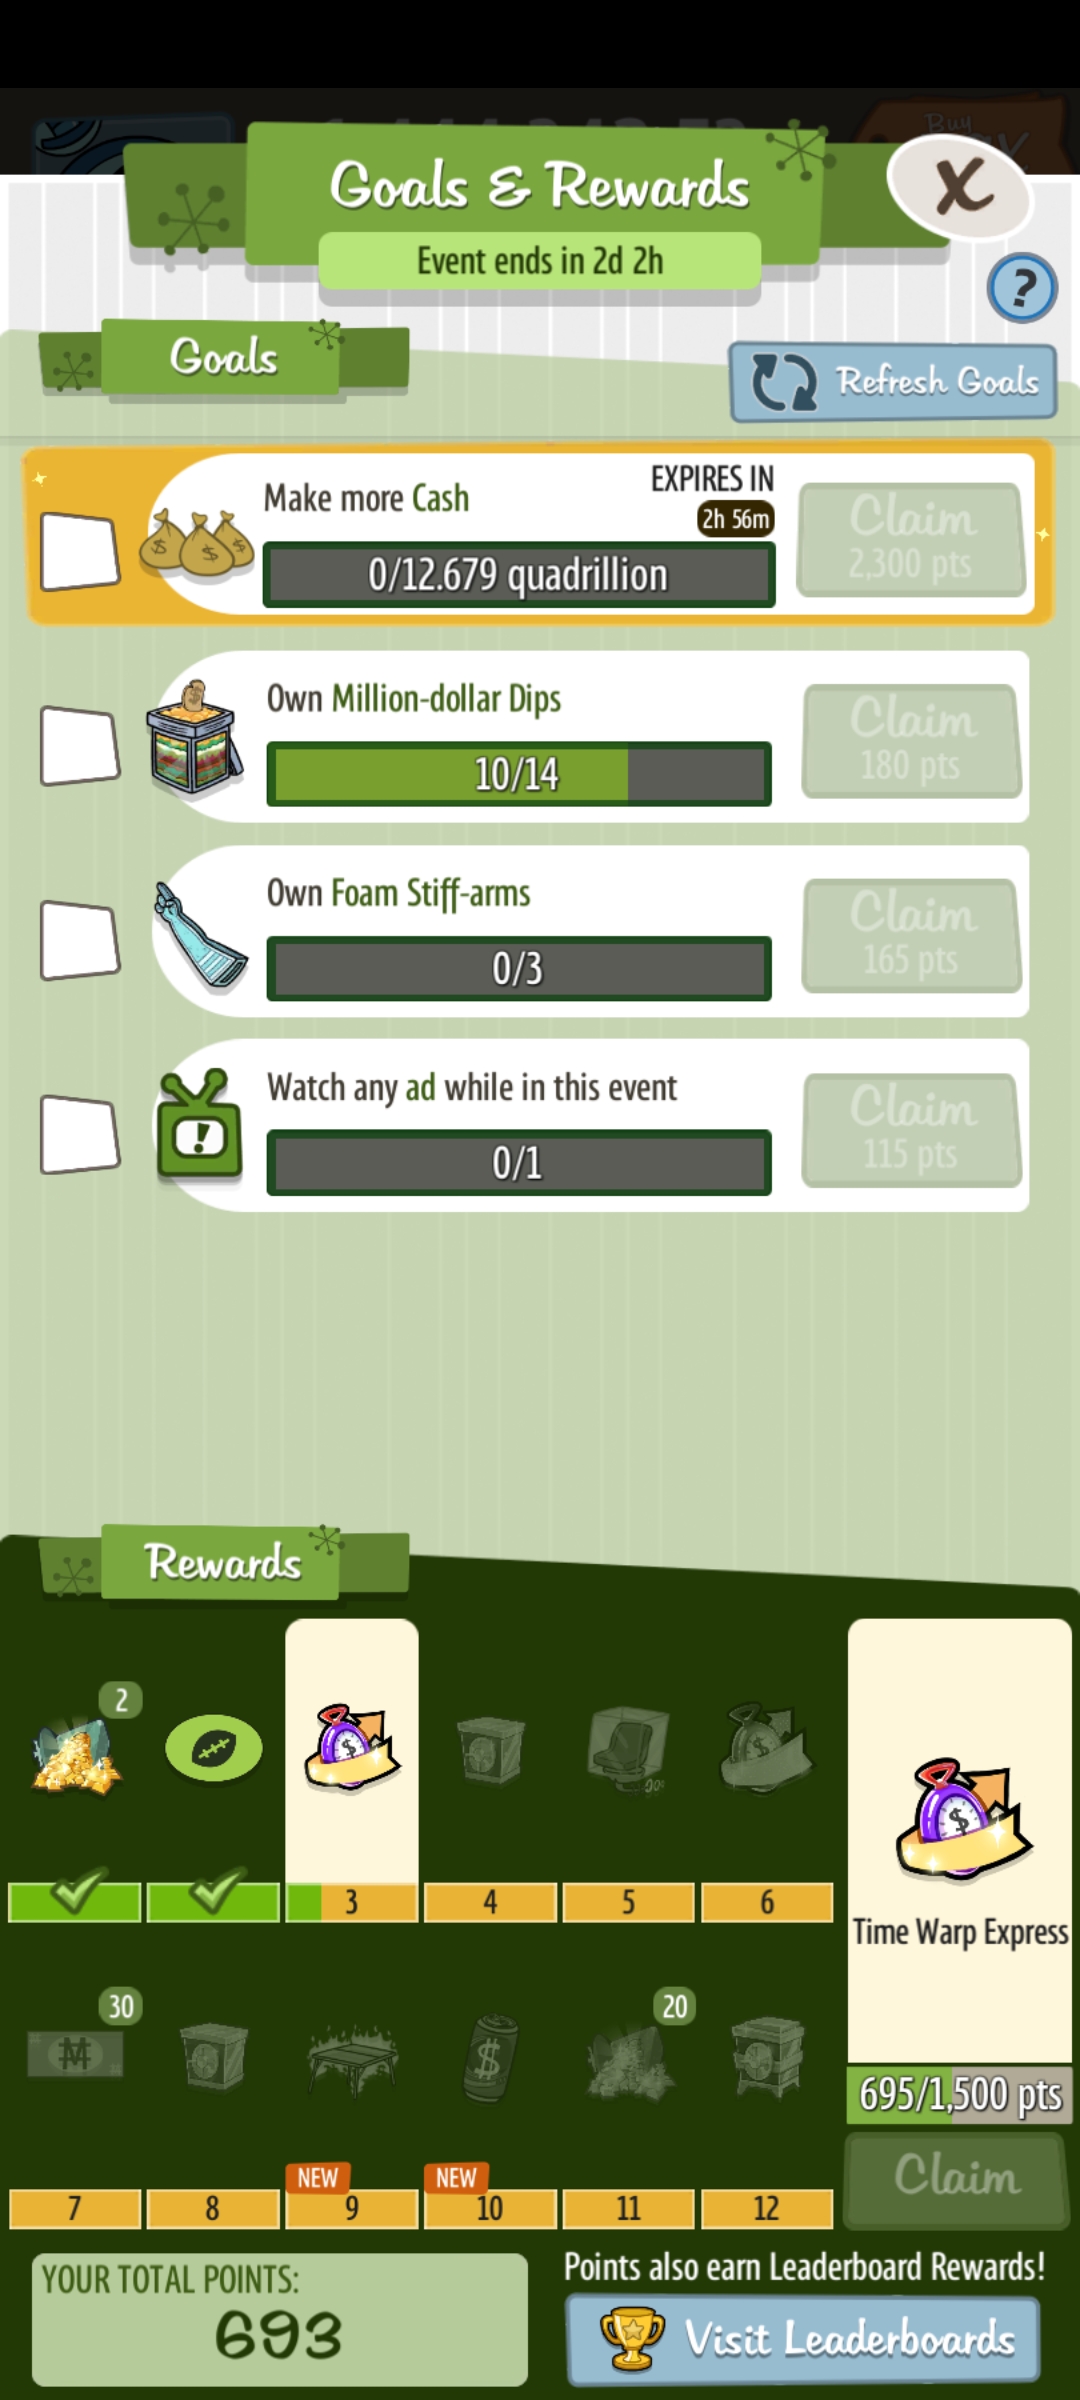 Buy
Goals & Rewards
X
Event ends in 2d 2h
?
Goals
Refresh Goals
Make more Cash
EXPIRES IN
2h 56m
0/12.679 quadrillion
Claim
2,300 pts
Own Million-dollar Dips
10/14
Claim
180 pts
Own Foam Stiff-arms
0/3
Claim
165 pts
Watch any ad while in this event
0/1
Claim
115 pts
Rewards
2
3
4
5
6
Time Warp Express
30
20
695/1,500 pts
Claim
NEW
NEW
7
8
9
10
11
12
YOUR TOTAL POINTS:
693
Points also earn Leaderboard Rewards!
Visit Leaderboards